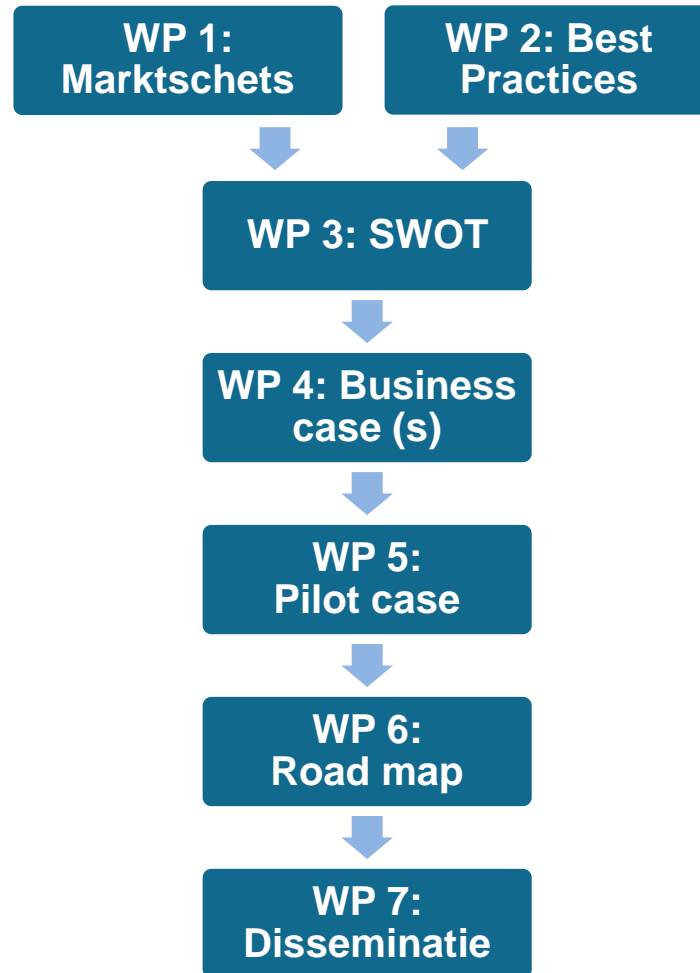 WP 1:
Marktschets
WP 2: Best
Practices
WP 3: SWOT
WP 4: Business
case (s)
WP 5:
Pilot case
WP 6:
Road map
WP 7:
Disseminatie